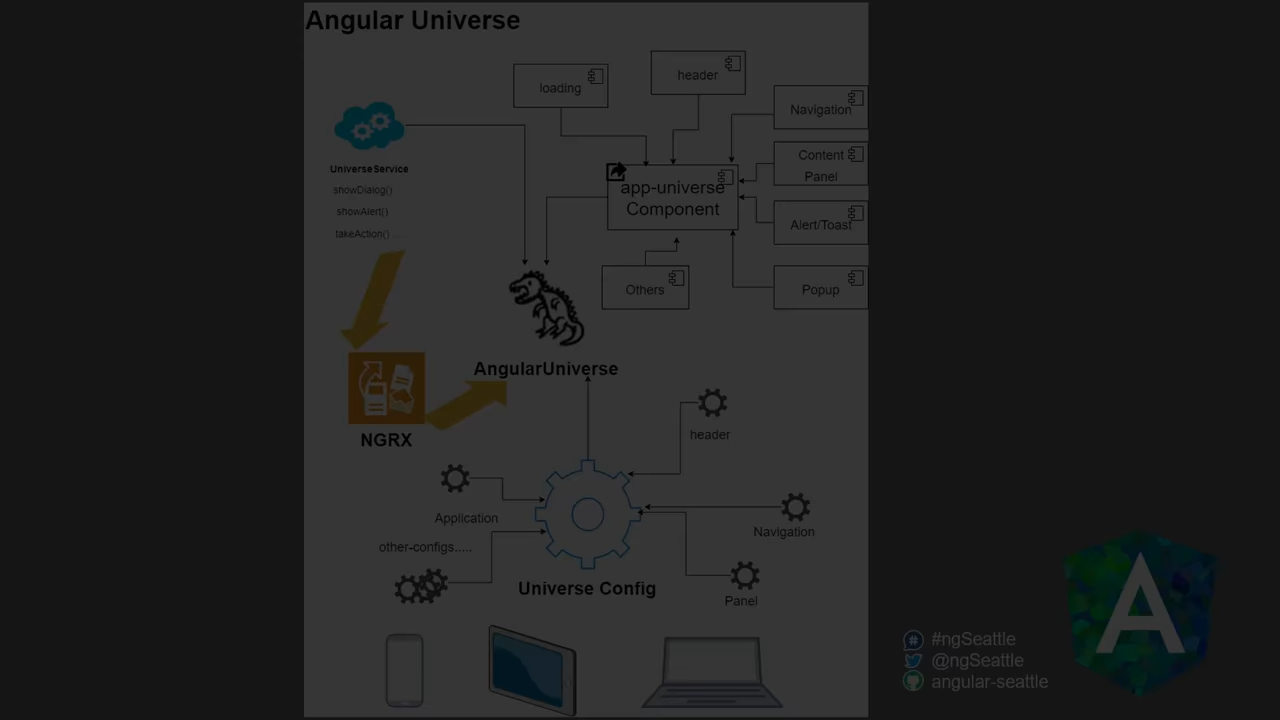 Angular Universe
loading
header
Navigation
UniverseService
showDialog()
showAlert()
takeAction() ...
Content
Panel
app-universe
Component
Alert/Toast
Others
Popup
AngularUniverse
NGRX
header
Application
Navigation
other-configs.....
Universe Config
Panel
#ngSeattle
@ngSeattle
angular-seattle
A